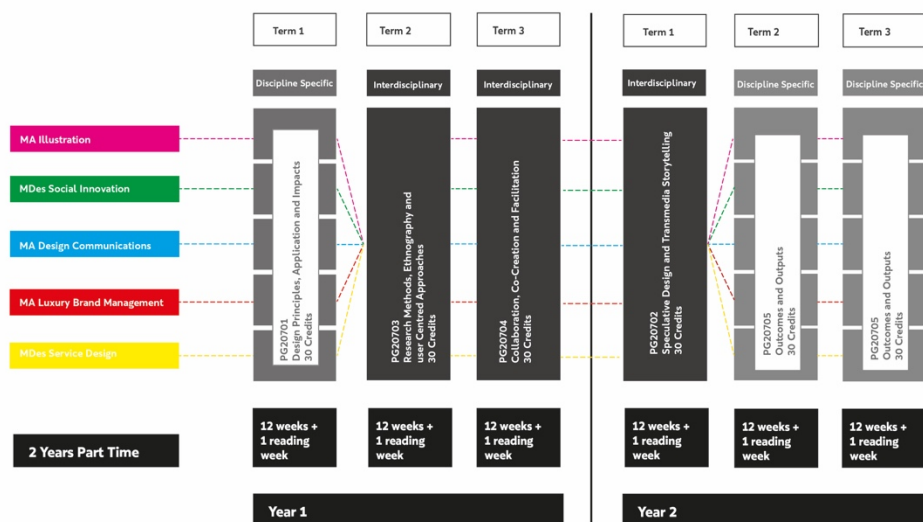 Term 1
Term 2
Term 3
Term 1
Term 2
Term 3
Discipline Specific
Interdisciplinary
Interdisciplinary
Interdisciplinary
Discipline Specific
Discipline Specific
MA Illustration
MDes Social Innovation
MA Design Communications
MA Luxury Brand Management
MDes Service Design
PG20701
Design Principles, Application and Impacts
30 Credits
PG20703
Research Methods, Ethnography and
user Centred Approaches
30 Credits
PG20704
Collaboration, Co-Creation and Facilitation
30 Credits
PG20702
Speculative Design and Transmedia Storytelling
30 Credits
PG20705
Outcomes and Outputs
30 Credits
PG20705
Outcomes and Outputs
30 Credits
2 Years Part Time
12 weeks +
1 reading
week
12 weeks +
1 reading
week
12 weeks +
1 reading
week
12 weeks +
1 reading
week
12 weeks +
1 reading
week
12 weeks +
1 reading
week
Year 1
Year 2